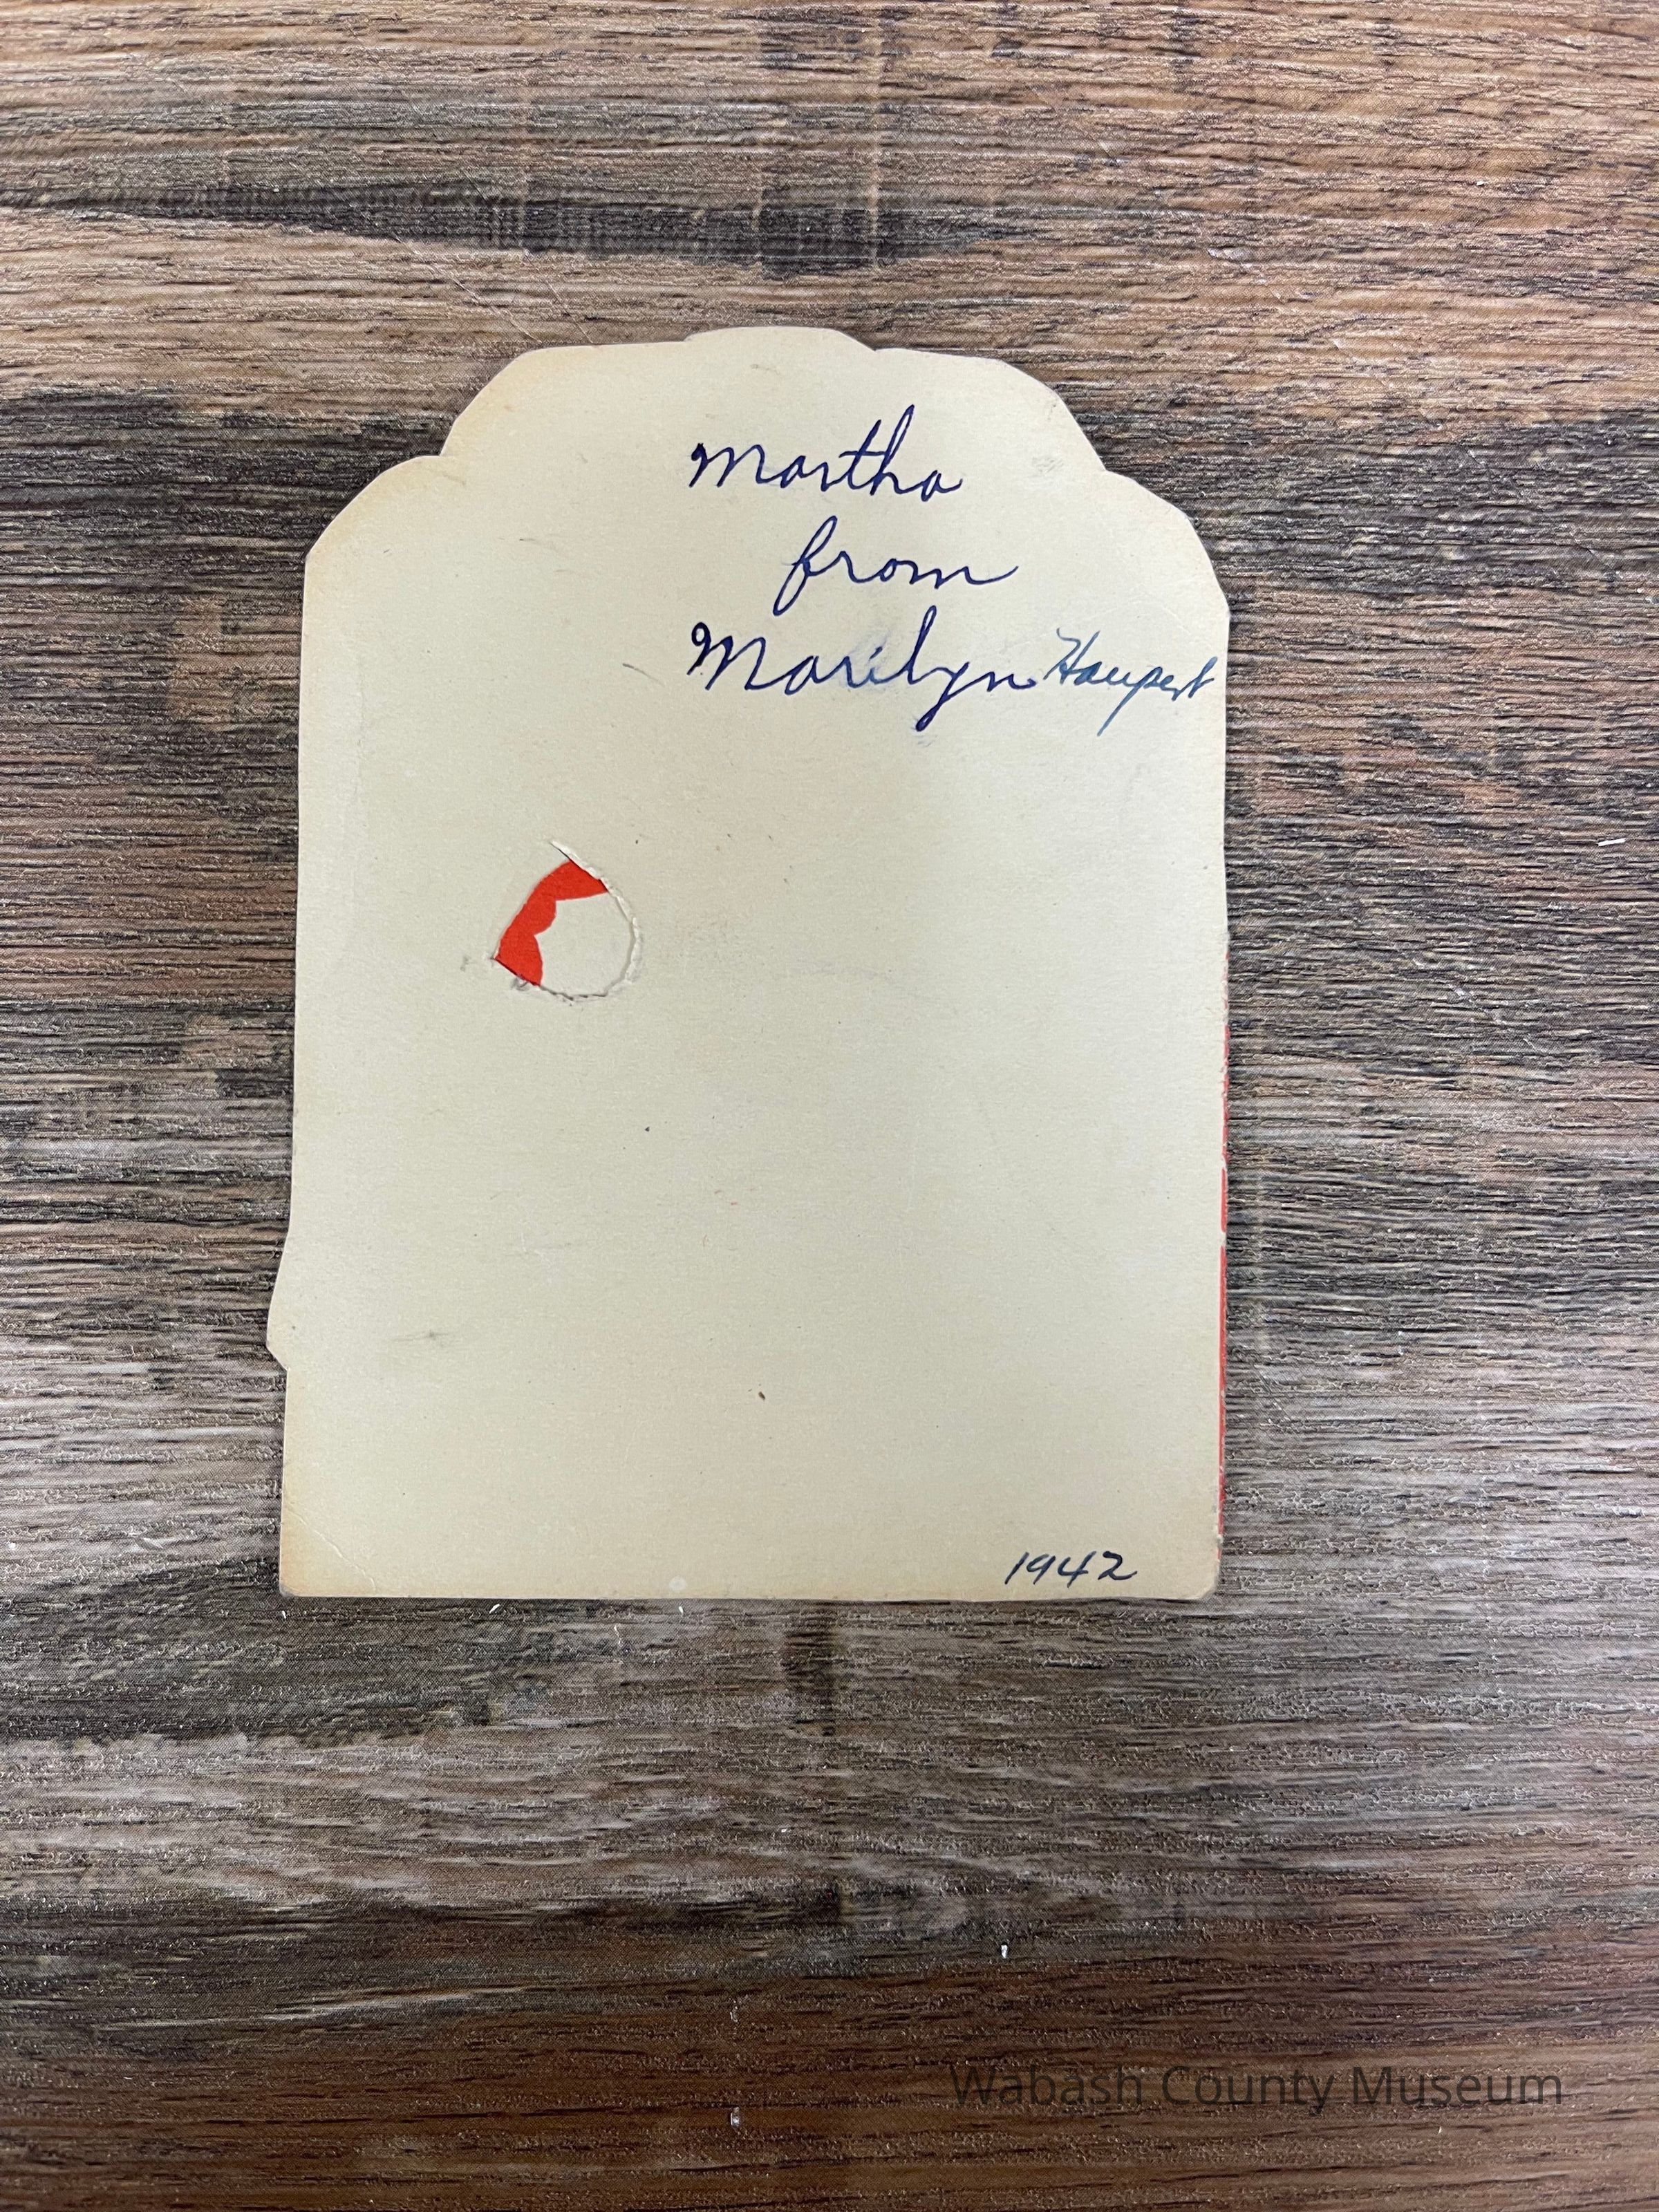 Martha
from
Marilyn Haupert
1942
Wabash County Museum